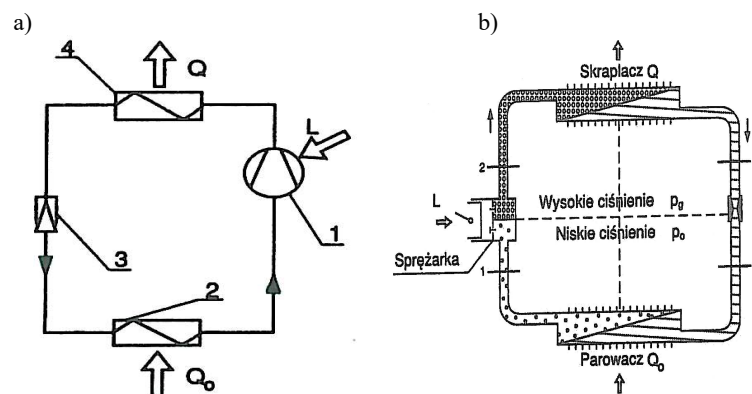 a)
4
Q
L
1
3
2
Qo
b)
Skraplacz Q
2
L
Wysokie ciśnienie pg
Niskie ciśnienie po
Sprężarka
1
Parowacz Qo